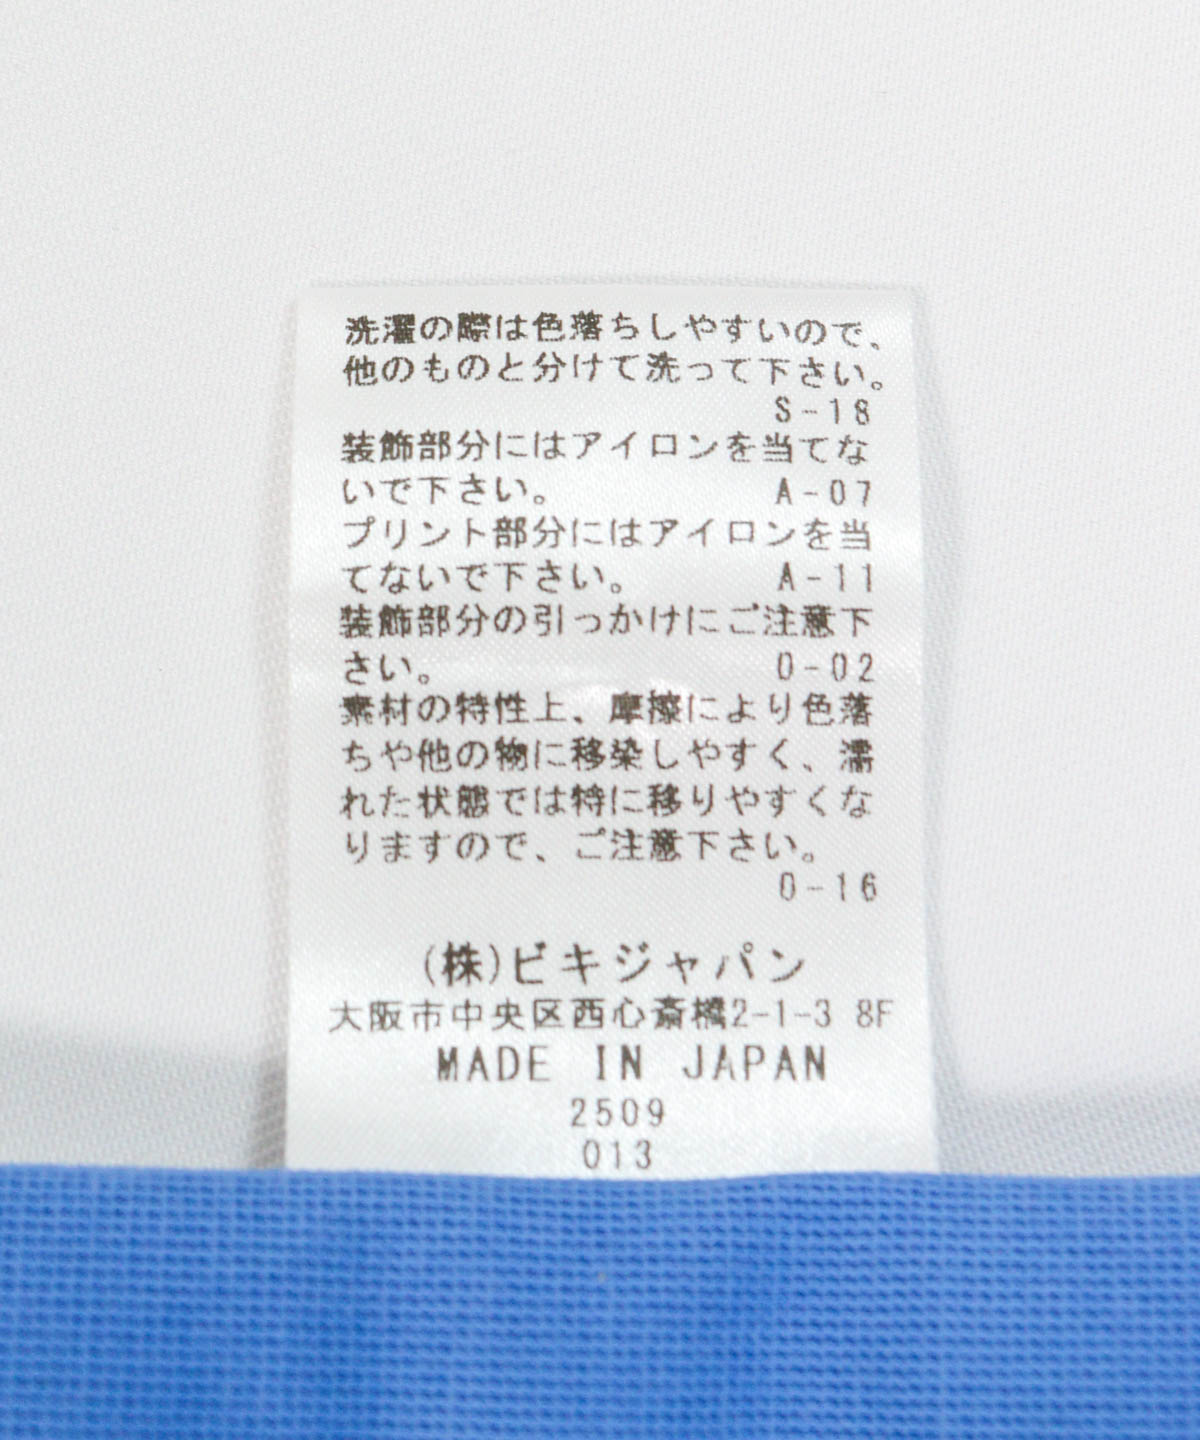 洗濯の際は色落ちしやすいので、
他のものと分けて洗って下さい。
S-18
装飾部分にはアイロンを当てな
いで下さい。 A-07
プリント部分にはアイロンを当
てないで下さい。 A-11
装飾部分の引っかけにご注意下
さい。 0-02
素材の特性上、摩擦により色落
ちや他の物に移染しやすく、濡
れた状態では特に移りやすくな
りますので、ご注意下さい。
0-16
(株)ビキジャパン
大阪市中央区西心斎橋2-1-3 8F
MADE IN JAPAN
2509
013